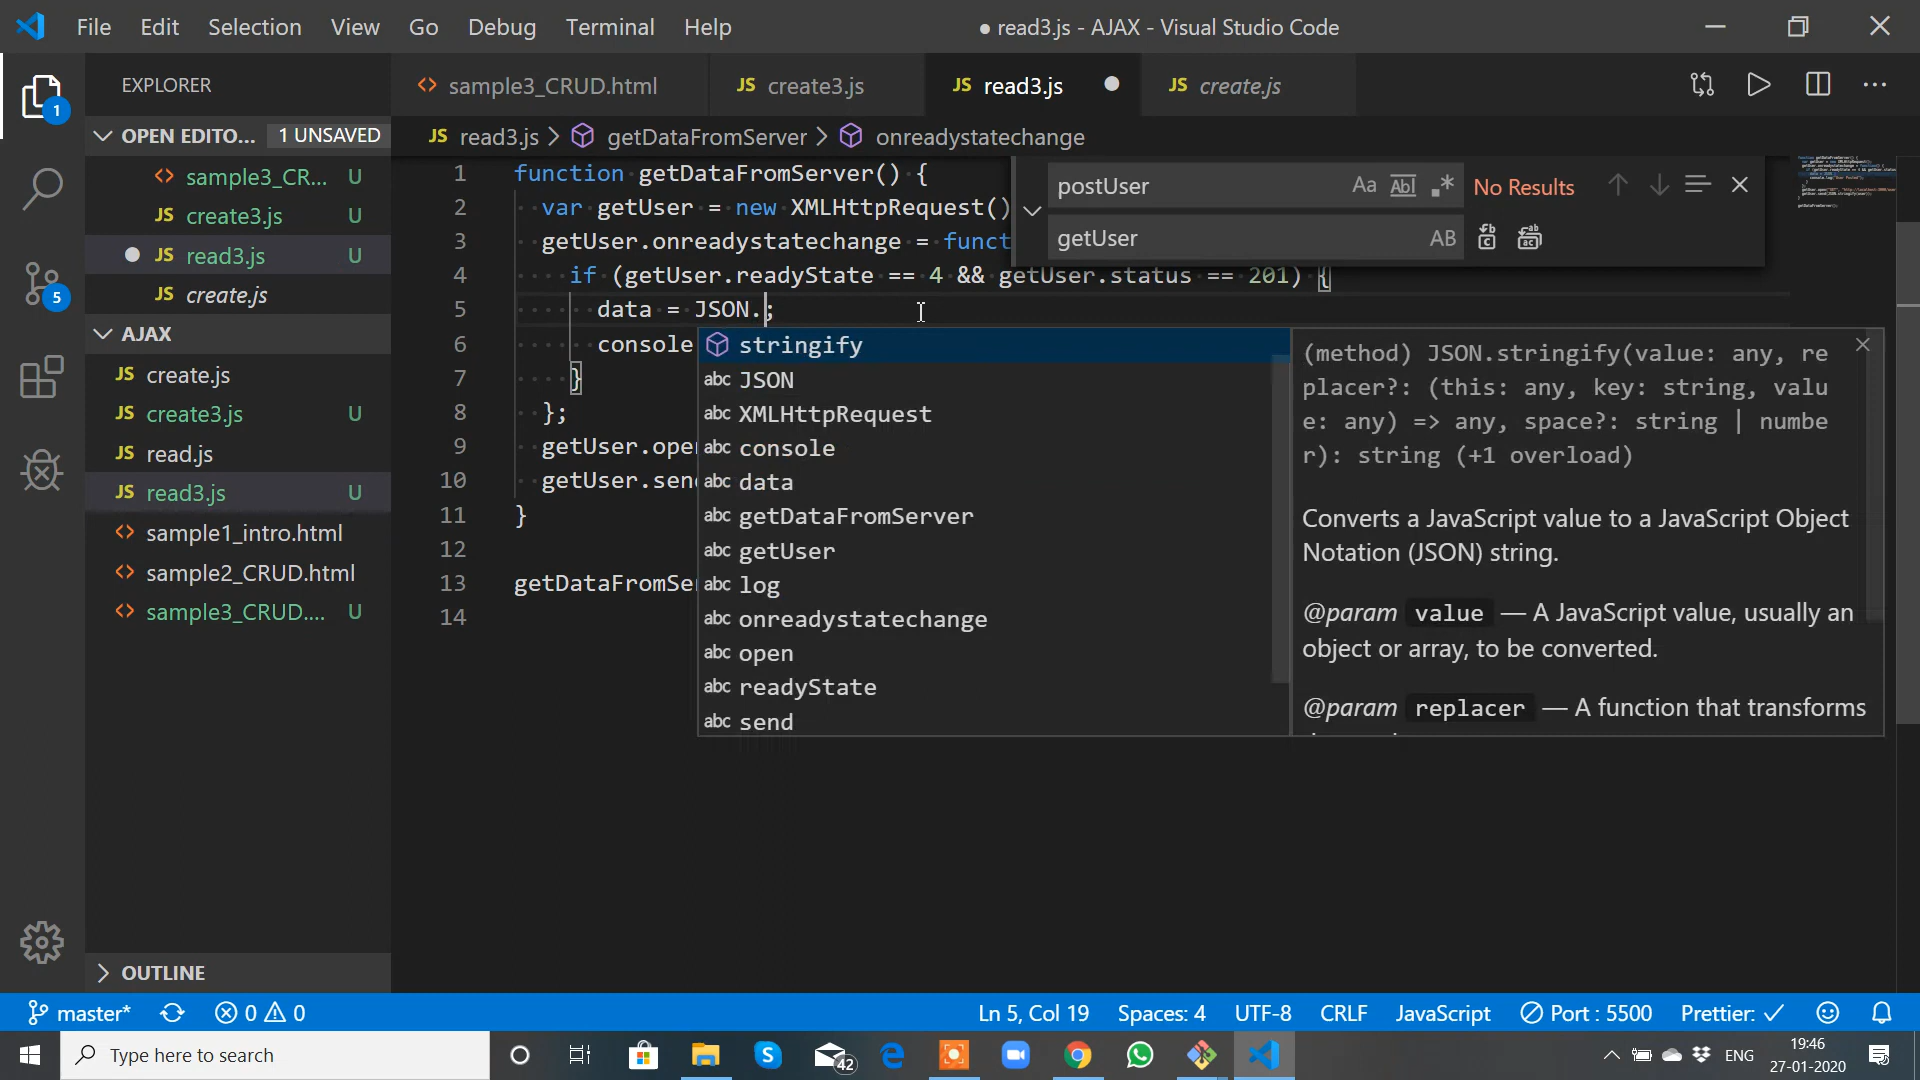 File Edit Selection View Go Debug Terminal Help
● read3.js - AJAX - Visual Studio Code
EXPLORER
OPEN EDITO... 1 UNSAVED
sample3_CR... U
create3.js U
read3.js U
create.js
AJAX
create.js
create3.js U
read.js
read3.js U
sample1_intro.html
sample2_CRUD.html
sample3_CRUD.... U
OUTLINE
sample3_CRUD.html
JS create3.js
JS read3.js
JS create.js
JS read3.js > getDataFromServer > onreadystatechange
1 function getDataFromServer() {
2 var getUser = new XMLHttpRequest()
3 getUser.onreadystatechange = funct
4 if (getUser.readyState == 4 && getUser.status == 201) {
5 data = JSON.;
6 console
7 }
8 };
9 getUser.ope
10 getUser.sen
11 }
12
13 getDataFromSe
14
postUser Aa Abl .* No Results
getUser AB
stringify
abc JSON
abc XMLHttpRequest
abc console
abc data
abc getDataFromServer
abc getUser
abc log
abc onreadystatechange
abc open
abc readyState
abc send
(method) JSON.stringify(value: any, re
placer?: (this: any, key: string, valu
e: any) => any, space?: string | numbe
r): string (+1 overload)
Converts a JavaScript value to a JavaScript Object
Notation (JSON) string.
@param value — A JavaScript value, usually an
object or array, to be converted.
@param replacer — A function that transforms
master* 0 0
Ln 5, Col 19 Spaces: 4 UTF-8 CRLF JavaScript Port : 5500 Prettier: ✓
Type here to search
42
ENG
19:46
27-01-2020